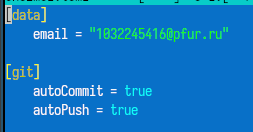 [data]
email = "1032245416@pfur.ru"
[git]
autoCommit = true
autoPush = true